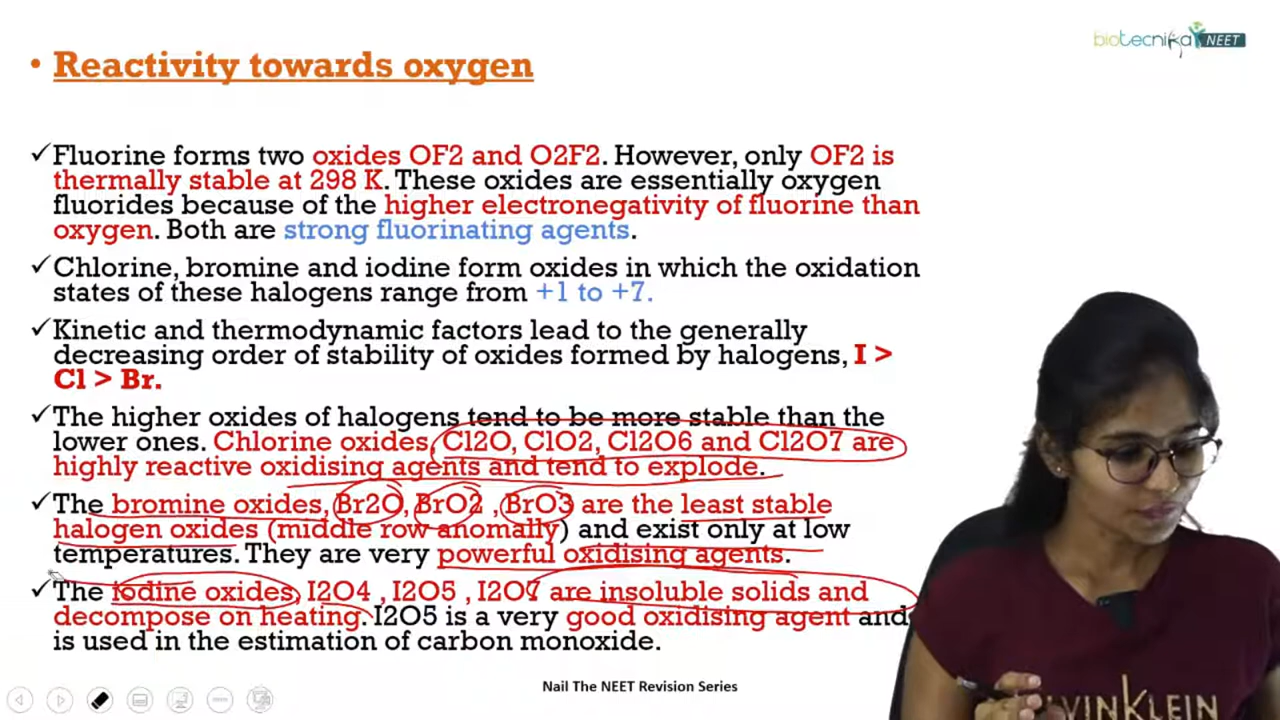 biotecnika NEET
• Reactivity towards oxygen
✓Fluorine forms two oxides OF2 and O2F2. However, only OF2 is
thermally stable at 298 K. These oxides are essentially oxygen
fluorides because of the higher electronegativity of fluorine than
oxygen. Both are strong fluorinating agents.
✓Chlorine, bromine and iodine form oxides in which the oxidation
states of these halogens range from +1 to +7.
✓Kinetic and thermodynamic factors lead to the generally
decreasing order of stability of oxides formed by halogens, I >
Cl > Br.
✓The higher oxides of halogens tend to be more stable than the
lower ones. Chlorine oxides, Cl2O, ClO2, Cl2O6 and Cl2O7 are
highly reactive oxidising agents and tend to explode.
✓The bromine oxides, Br2O, BrO2 , BrO3 are the least stable
halogen oxides (middle row anomally) and exist only at low
temperatures. They are very powerful oxidising agents.
✓The iodine oxides, I2O4 , I2O5 , I2O7 are insoluble solids and
decompose on heating. I2O5 is a very good oxidising agent and
is used in the estimation of carbon monoxide.
Nail The NEET Revision Series
LVINKLEIN